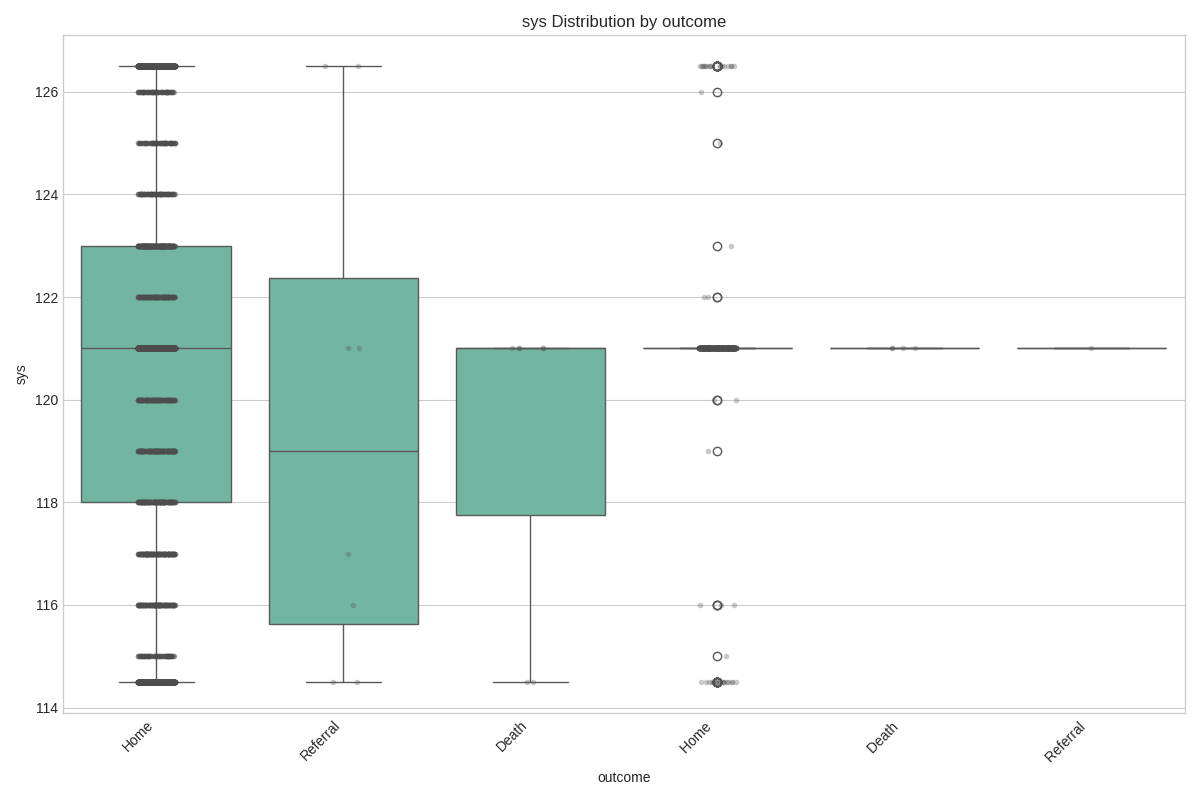 sys Distribution by outcome
sys
126
124
122
120
118
116
114
Home
Referral
Death
Home
Death
Referral
outcome